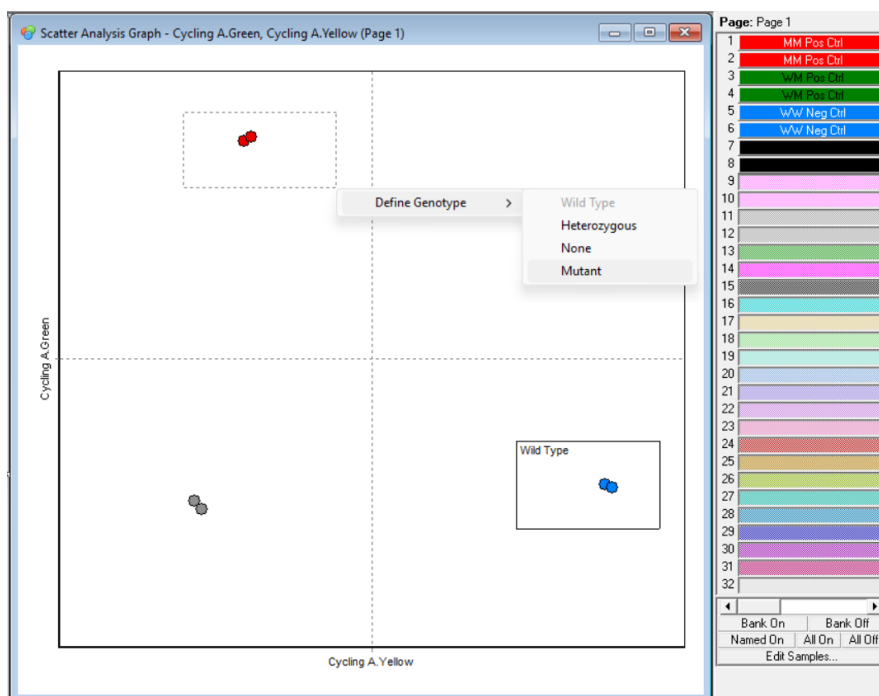 Scatter Analysis Graph - Cycling A.Green, Cycling A.Yellow (Page 1)
Define Genotype
Wild Type
Heterozygous
None
Mutant
Cycling A.Green
Wild Type
Cycling A.Yellow
Page: Page 1
1 MM Pos Ctrl
2 MM Pos Ctrl
3 WM Pos Ctrl
4 WM Pos Ctrl
5 WW Neg Ctrl
6 WW Neg Ctrl
7
8
9
10
11
12
13
14
15
16
17
18
19
20
21
22
23
24
25
26
27
28
29
30
31
32
Bank On Bank Off
Named On All On All Off
Edit Samples...